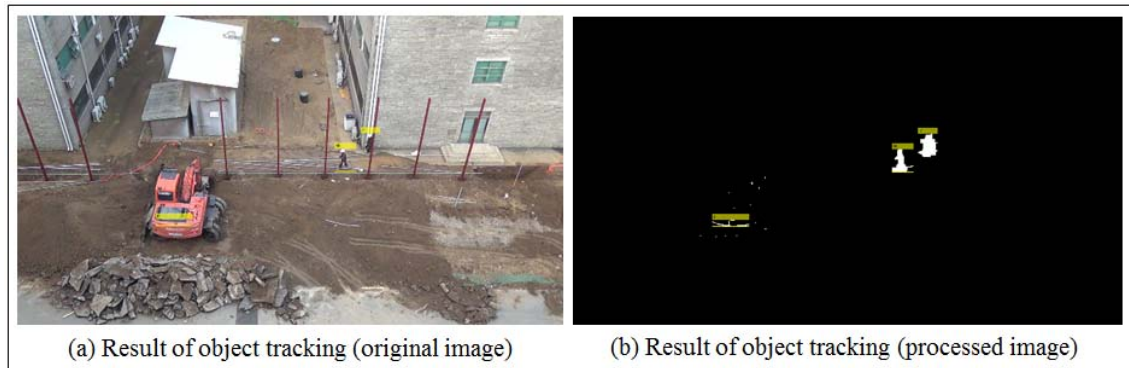 (a) Result of object tracking (original image)
(b) Result of object tracking (processed image)